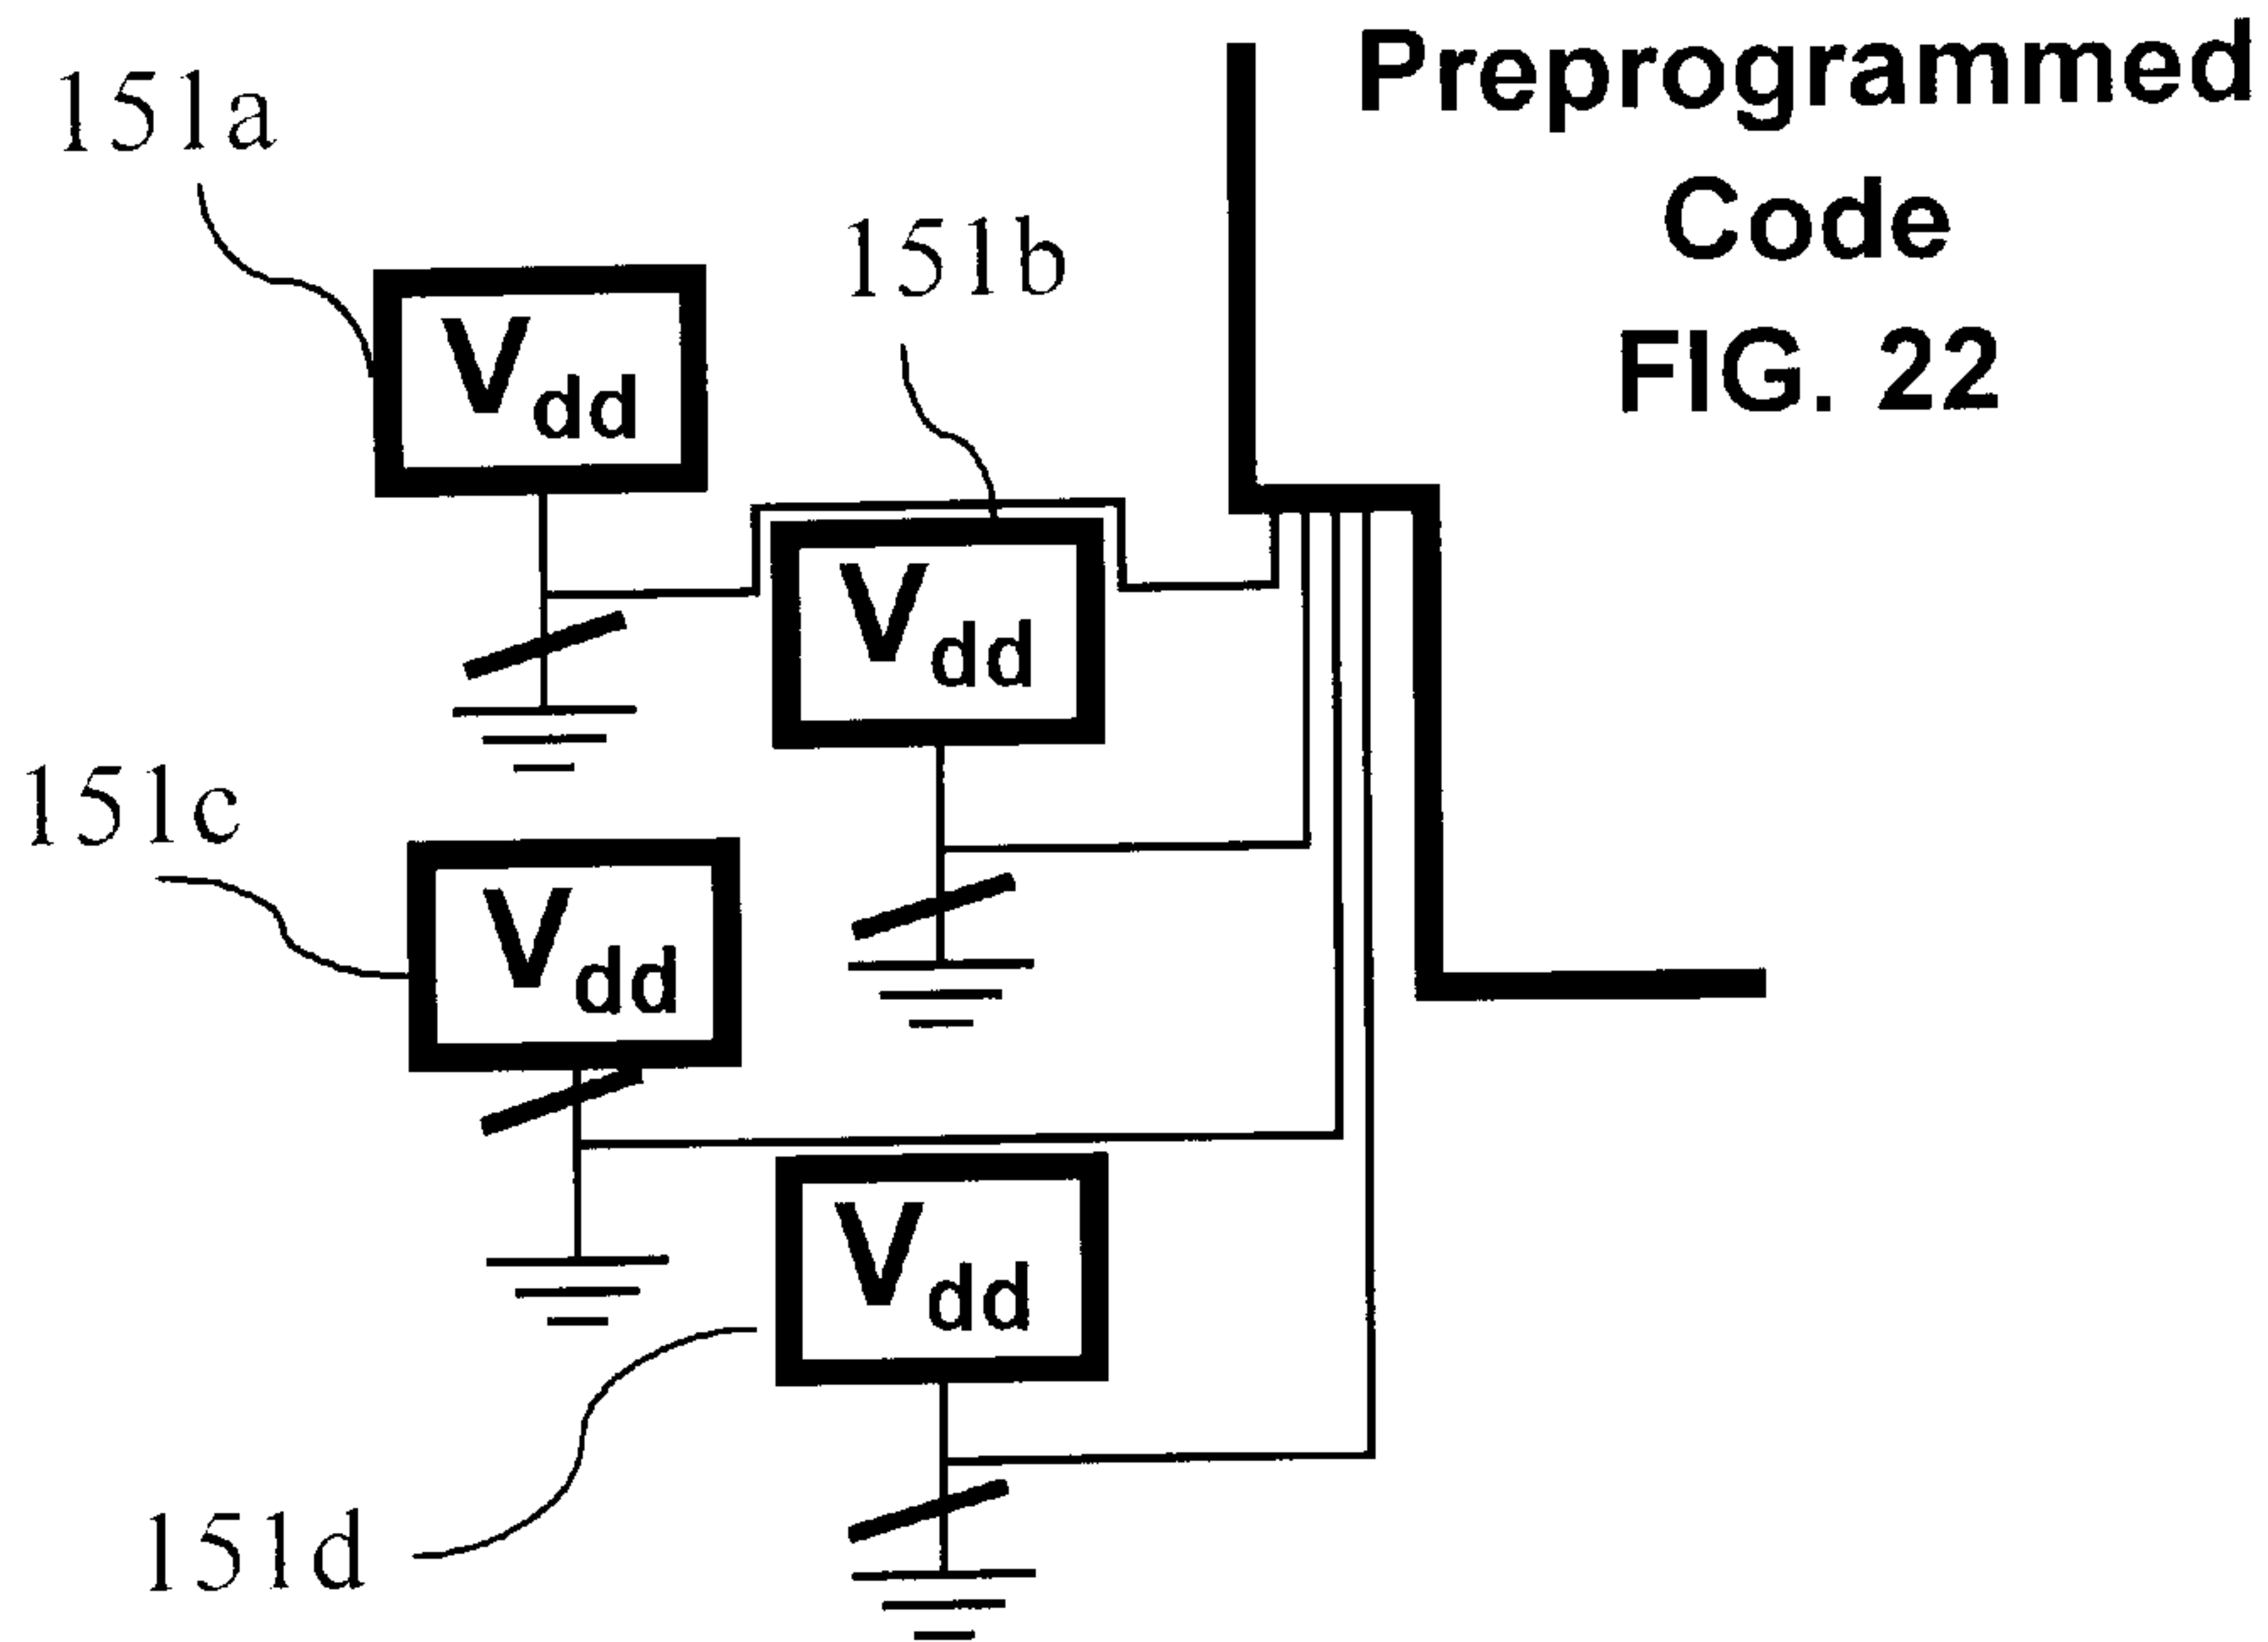 Preprogrammed
Code
FIG. 22
151a
Vdd
151b
Vdd
151c
Vdd
Vdd
151d